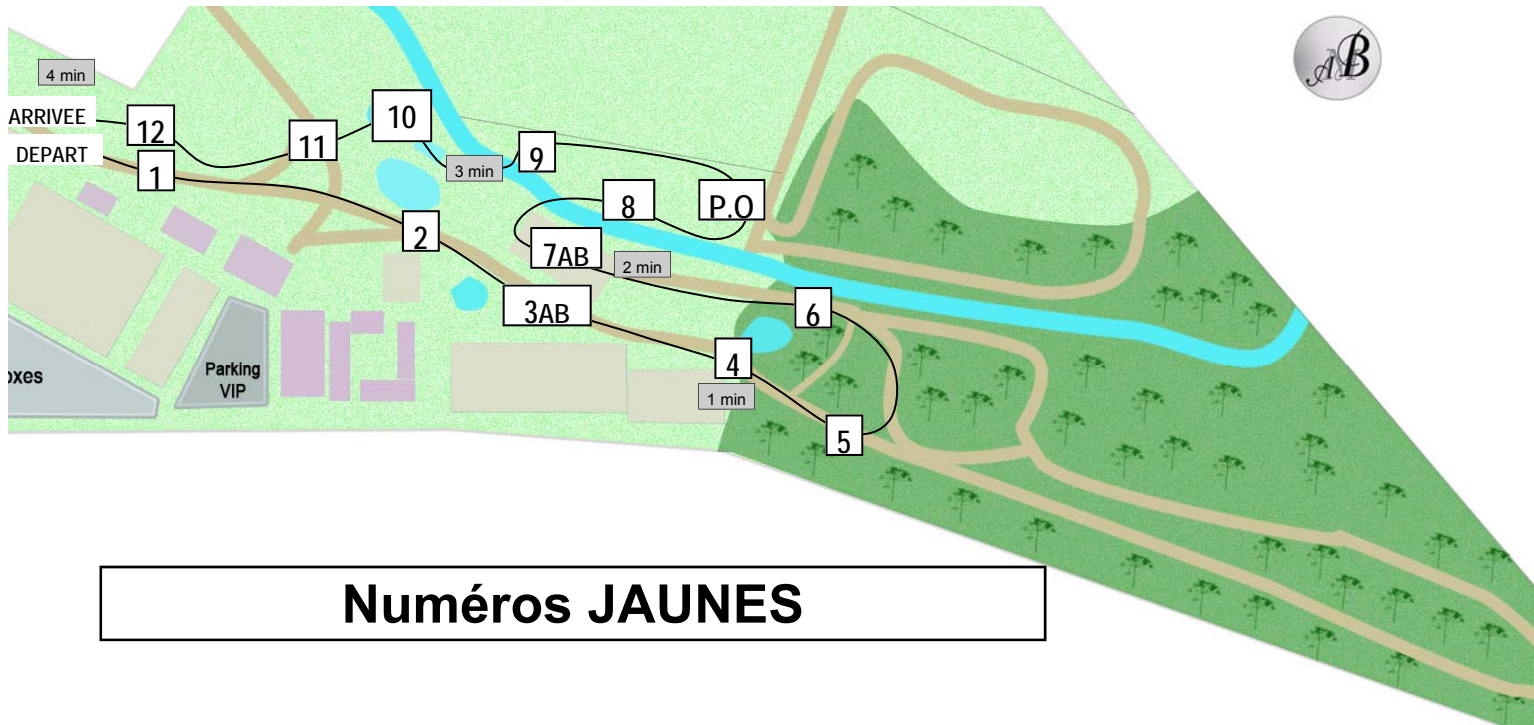 4 min
ARRIVEE
DEPART
12
1
11
10
3 min
9
2
8
P.O
7AB
2 min
3AB
6
4
1 min
5
oxes
Parking
VIP
AB
Numéros JAUNES